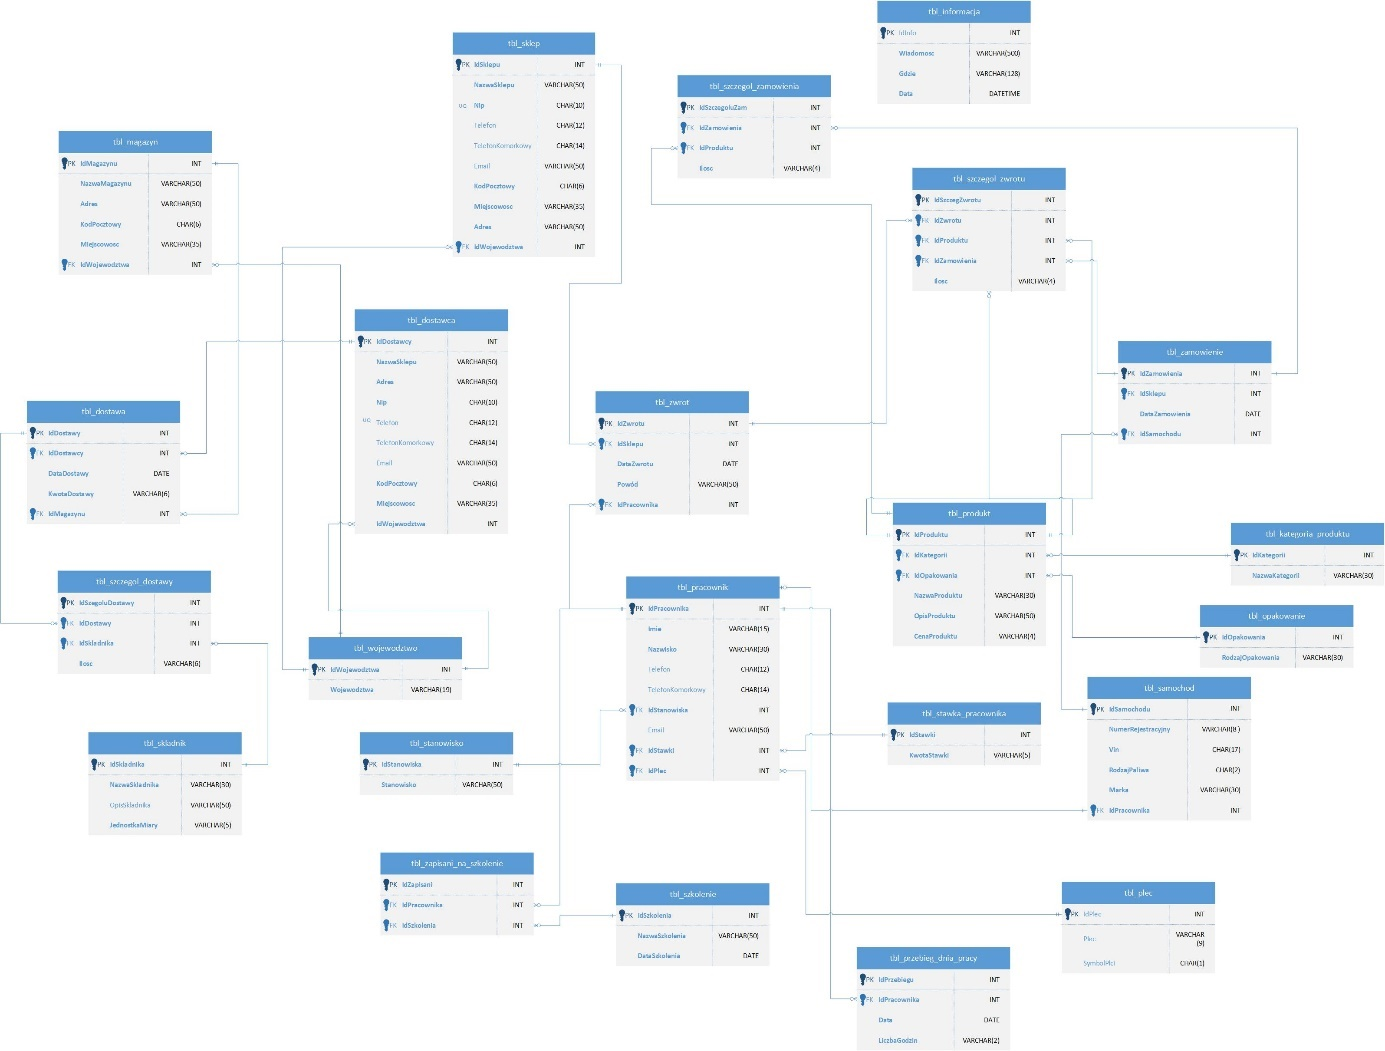 tbl_informacja
PK IdInfo INT
Wiadomosc VARCHAR(500)
Gdzie VARCHAR(128)
Data DATETIME
tbl_sklep
PK IdSklepu INT
NazwaSklepu VARCHAR(50)
Nip CHAR(10)
Telefon CHAR(12)
TelefonKomorkowy CHAR(14)
Email VARCHAR(50)
KodPocztowy CHAR(6)
Miejscowosc VARCHAR(35)
Adres VARCHAR(50)
FK IdWojewodztwa INT
tbl_szczegol_zamowienia
PK IdSzczegoluZam INT
FK IdZamowienia INT
FK IdProduktu INT
Ilosc VARCHAR(4)
tbl_magazyn
PK IdMagazynu INT
NazwaMagazynu VARCHAR(50)
Adres VARCHAR(50)
KodPocztowy CHAR(6)
Miejscowosc VARCHAR(35)
FK IdWojewodztwa INT
tbl_szczegol_zwrotu
PK IdSzczegZwrotu INT
FK IdZwrotu INT
FK IdProduktu INT
FK IdZamowienia INT
Ilosc VARCHAR(4)
tbl_dostawca
PK IdDostawcy INT
NazwaSklepu VARCHAR(50)
Adres VARCHAR(50)
Nip CHAR(10)
Telefon CHAR(12)
TelefonKomorkowy CHAR(14)
Email VARCHAR(50)
KodPocztowy CHAR(6)
Miejscowosc VARCHAR(35)
IdWojewodztwa INT
tbl_zamowienie
PK IdZamowienia INT
FK IdSklepu INT
DataZamowienia DATE
FK IdSamochodu INT
tbl_zwrot
PK IdZwrotu INT
FK IdSklepu INT
DataZwrotu DATE
Powód VARCHAR(50)
FK IdPracownika INT
tbl_dostawa
PK IdDostawy INT
FK IdDostawcy INT
DataDostawy DATE
KwotaDostawy VARCHAR(6)
FK IdMagazynu INT
tbl_produkt
PK IdProduktu INT
FK IdKategorii INT
FK IdOpakowania INT
NazwaProduktu VARCHAR(30)
OpisProduktu VARCHAR(50)
CenaProduktu VARCHAR(4)
tbl_kategoria_produktu
PK IdKategorii INT
NazwaKategorii VARCHAR(30)
tbl_szczegol_dostawy
PK IdSzegoluDostawy INT
FK IdDostawy INT
FK IdSkladnika INT
Ilosc VARCHAR(6)
tbl_pracownik
PK IdPracownika INT
Imie VARCHAR(15)
Nazwisko VARCHAR(30)
Telefon CHAR(12)
TelefonKomorkowy CHAR(14)
FK IdStanowiska INT
Email VARCHAR(50)
FK IdStawki INT
FK IdPlec INT
tbl_opakowanie
PK IdOpakowania INT
RodzajOpakowania VARCHAR(30)
tbl_wojewodztwo
PK IdWojewodztwa INT
Wojewodztwa VARCHAR(19)
tbl_samochod
PK IdSamochodu INT
NumerRejestracyjny VARCHAR(8)
Vin CHAR(17)
RodzajPaliwa CHAR(2)
Marka VARCHAR(30)
FK IdPracownika INT
tbl_stawka_pracownika
PK IdStawki INT
KwotaStawki VARCHAR(5)
tbl_skladnik
PK IdSkladnika INT
NazwaSkladnika VARCHAR(30)
OpisSkladnika VARCHAR(50)
JednostkaMiary VARCHAR(5)
tbl_stanowisko
PK IdStanowiska INT
Stanowisko VARCHAR(50)
tbl_zapisani_na_szkolenie
PK IdZapisani INT
FK IdPracownika INT
FK IdSzkolenia INT
tbl_szkolenie
PK IdSzkolenia INT
NazwaSzkolenia VARCHAR(50)
DataSzkolenia DATE
tbl_plec
PK IdPlec INT
Plec VARCHAR
(9)
SymbolPlci CHAR(1)
tbl_przebieg_dnia_pracy
PK IdPrzebiegu INT
FK IdPracownika INT
Data DATE
LiczbaGodzin VARCHAR(2)